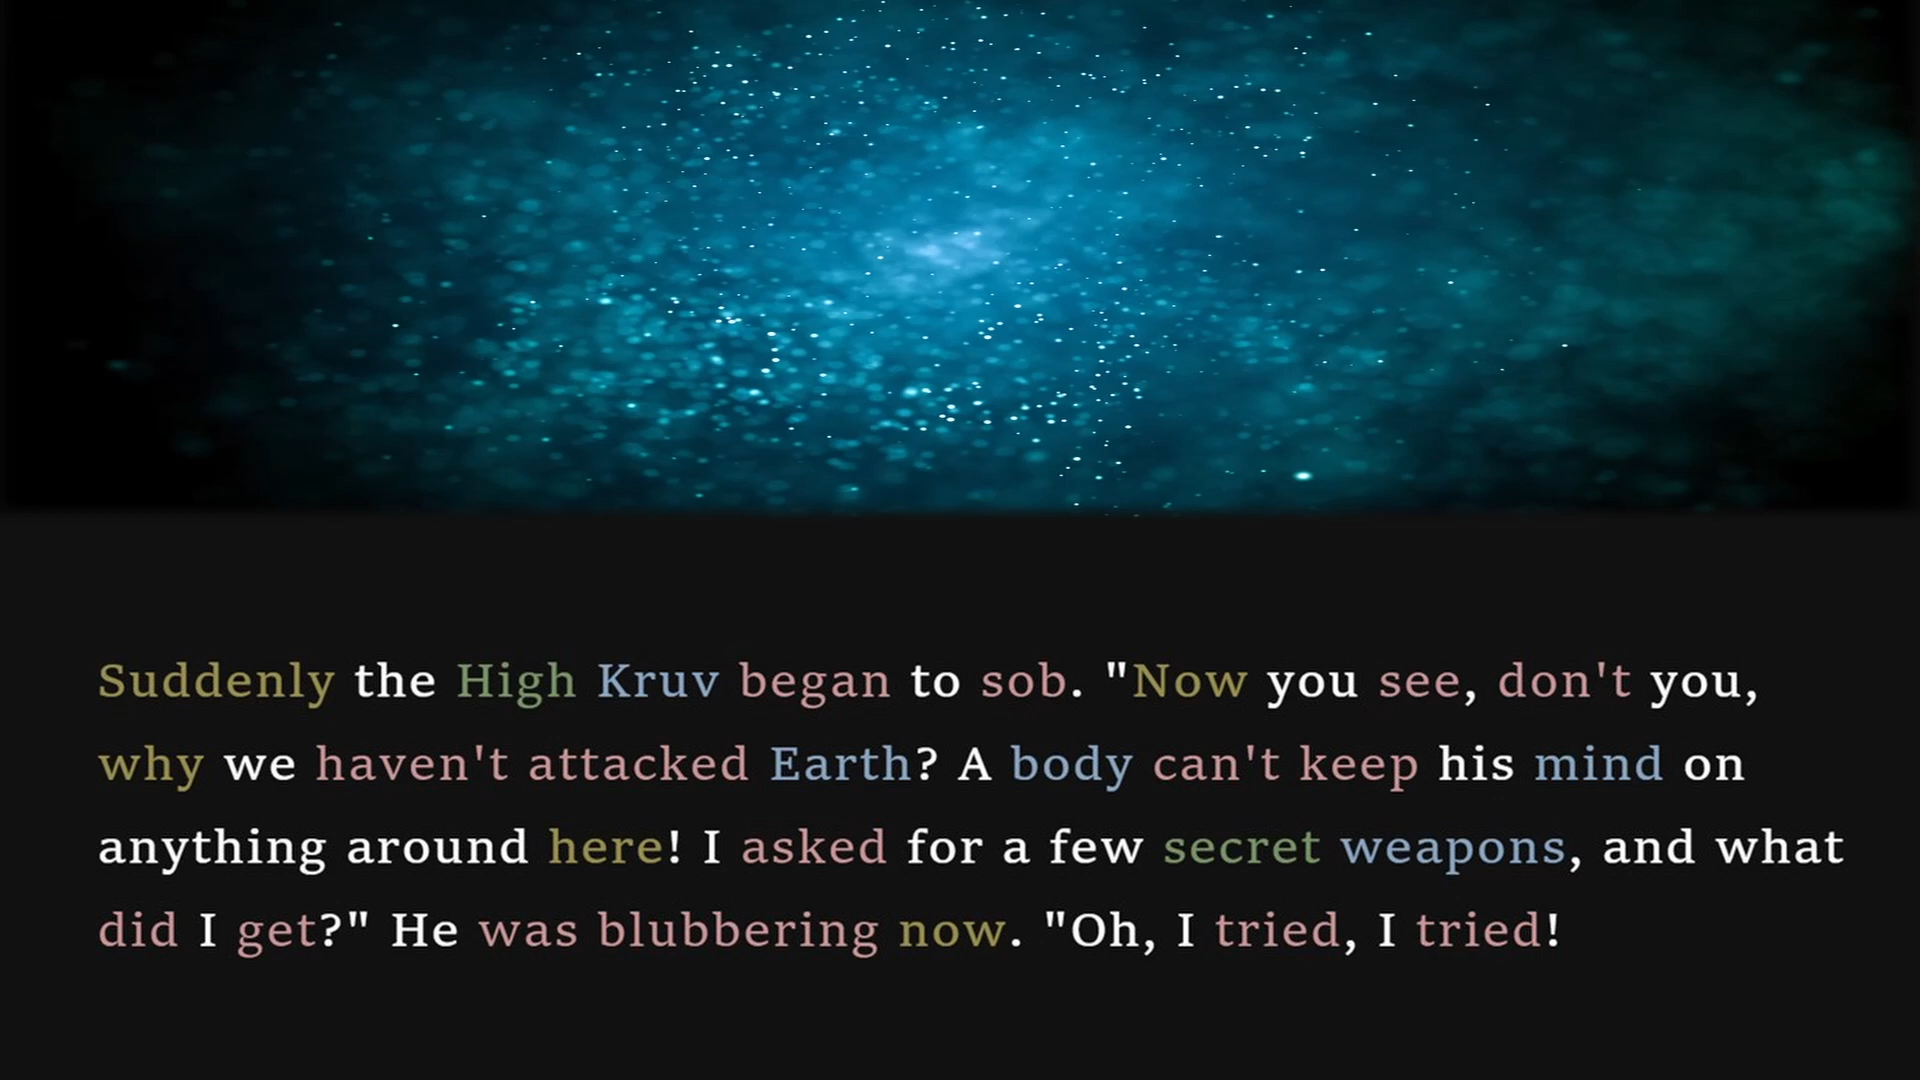 Suddenly the High Kruv began to sob. "Now you see, don't you,
why we haven't attacked Earth? A body can't keep his mind on
anything around here! I asked for a few secret weapons, and what
did I get?" He was blubbering now. "Oh, I tried, I tried!